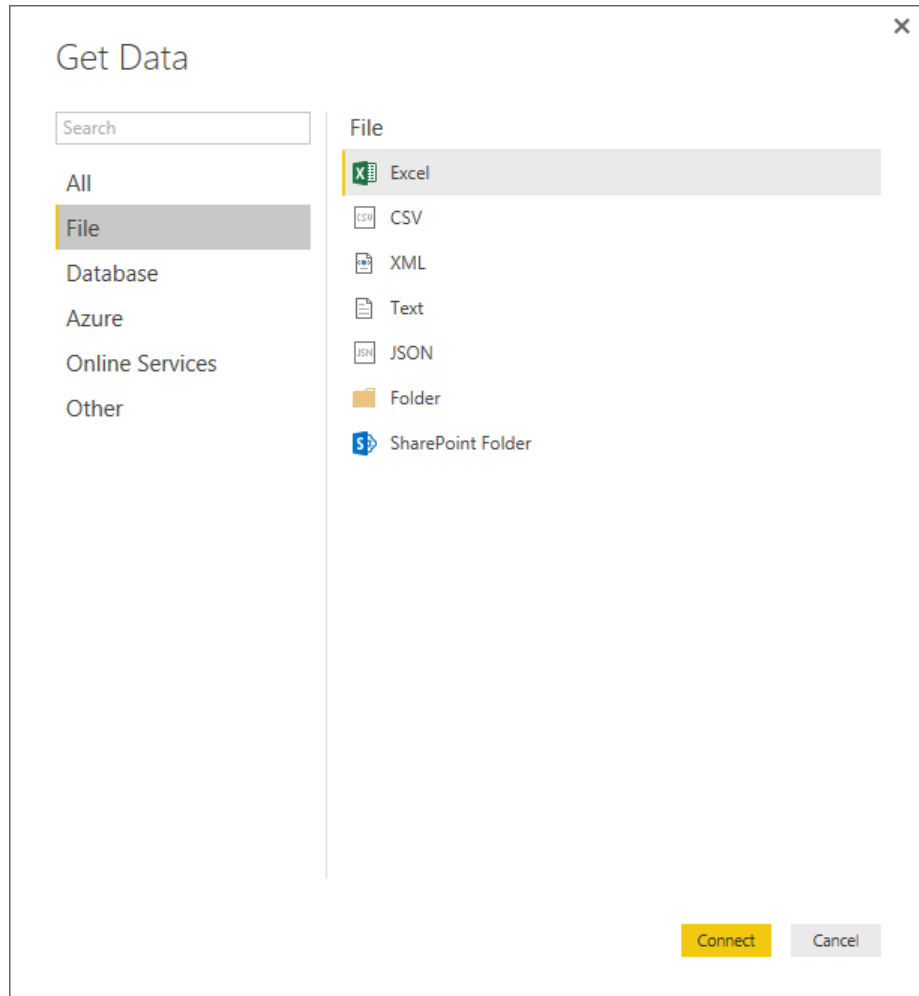 Get Data
Search
All
File
Database
Azure
Online Services
Other
File
Excel
CSV
XML
Text
JSON
Folder
SharePoint Folder
Connect
Cancel